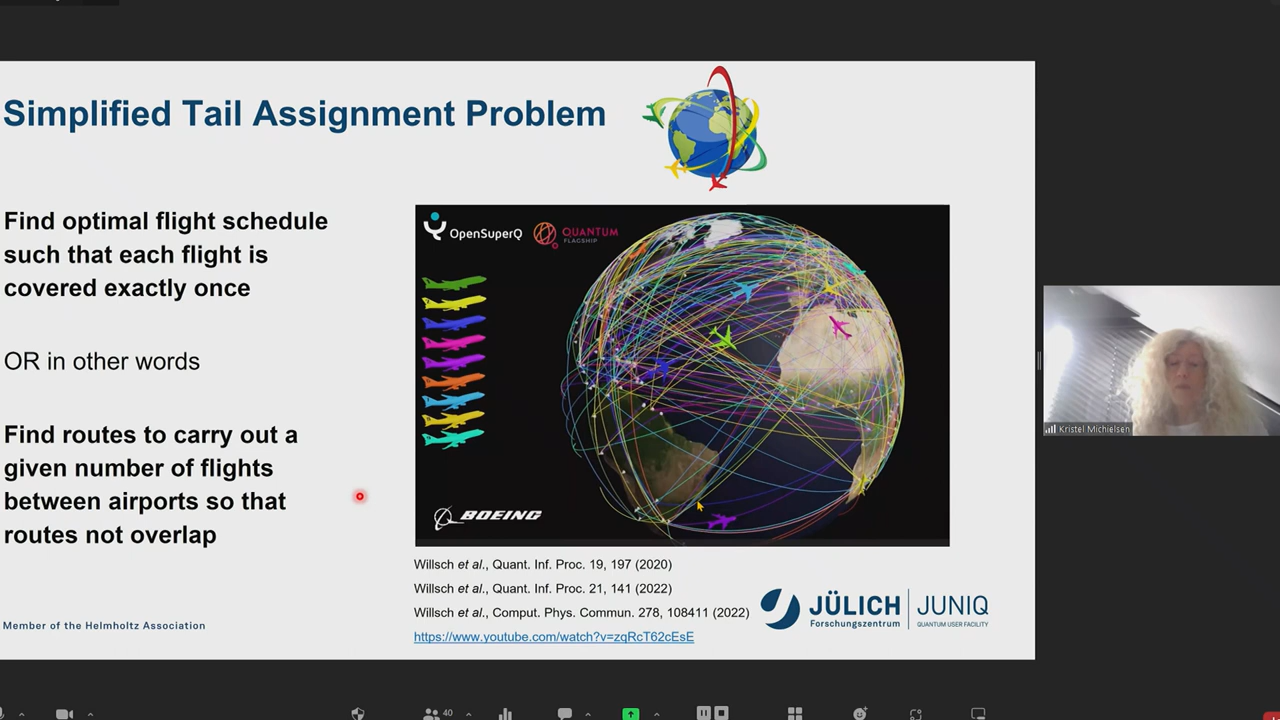 Simplified Tail Assignment Problem
Find optimal flight schedule
such that each flight is
covered exactly once
OR in other words
Find routes to carry out a
given number of flights
between airports so that
routes not overlap
OpenSuperQ
QUANTUM
FLAGSHIP
BOEING
Willsch et al., Quant. Inf. Proc. 19, 197 (2020)
Willsch et al., Quant. Inf. Proc. 21, 141 (2022)
Willsch et al., Comput. Phys. Commun. 278, 108411 (2022)
https://www.youtube.com/watch?v=zqRcT62cEsE
Member of the Helmholtz Association
JÜLICH
Forschungszentrum
JUNIQ
QUANTUM USER FACILITY
Kristel Michielsen
40